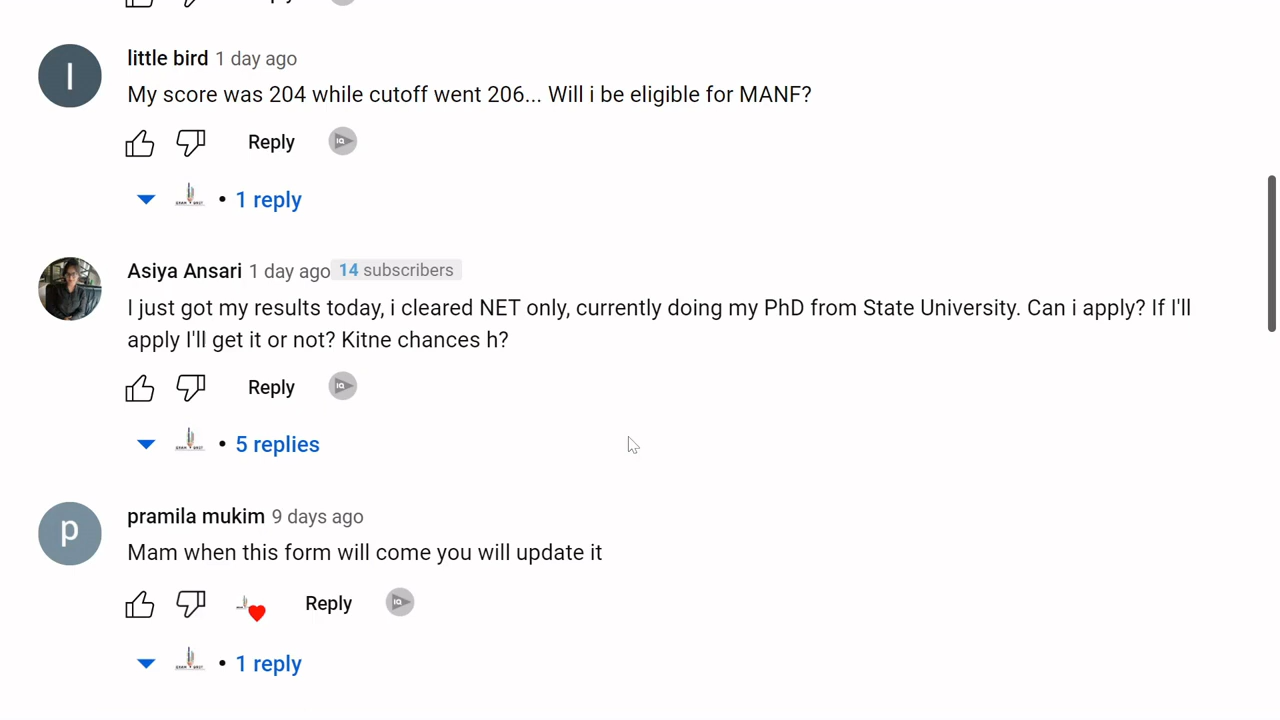 little bird 1 day ago
My score was 204 while cutoff went 206... Will i be eligible for MANF?
Reply
• 1 reply
Asiya Ansari 1 day ago 14 subscribers
I just got my results today, i cleared NET only, currently doing my PhD from State University. Can i apply? If I'll
apply I'll get it or not? Kitne chances h?
Reply
• 5 replies
pramila mukim 9 days ago
Mam when this form will come you will update it
Reply
• 1 reply